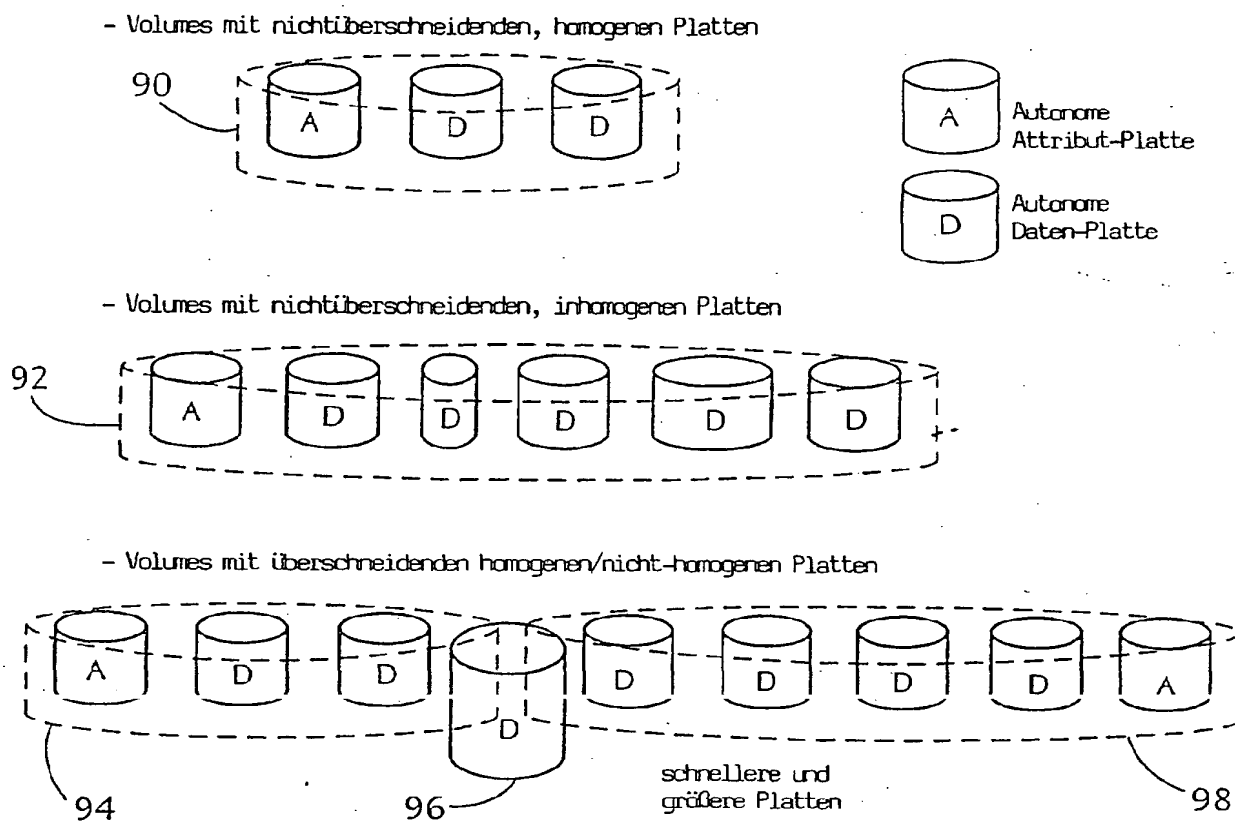 - Volumes mit nichtüberschneidenden, homogenen Platten
90
A D D
A
Autonome
Attribut-Platte
D
Autonome
Daten-Platte
- Volumes mit nichtüberschneidenden, inhomogenen Platten
92
A D D D D D
- Volumes mit überschneidenden homogenen/nicht-homogenen Platten
A D D D D D D D A
schnellere und
größere Platten
94 96 98